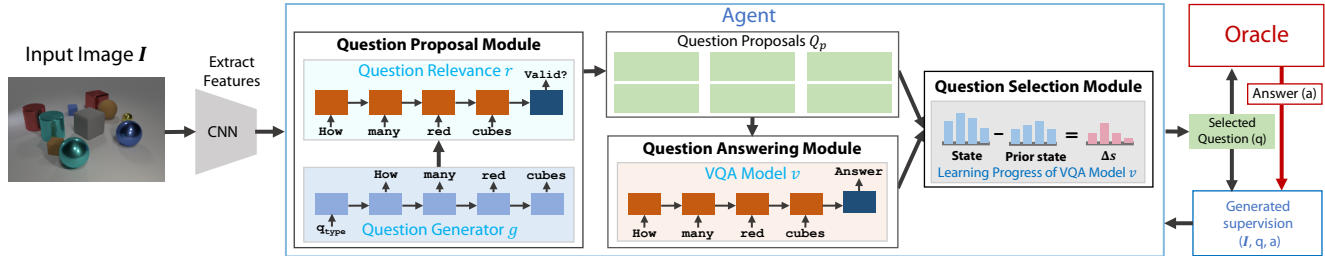 Agent
Input Image I
Extract
Features
CNN
Question Proposal Module
Question Relevance r
Valid?
How many red cubes
How many red cubes
q_type
Question Generator g
Question Proposals Q_p
Question Answering Module
VQA Model v
Answer
How many red cubes
Question Selection Module
State
Prior state
−
=
Δs
Learning Progress of VQA Model v
Oracle
Answer (a)
Selected
Question (q)
Generated
supervision
(I, q, a)